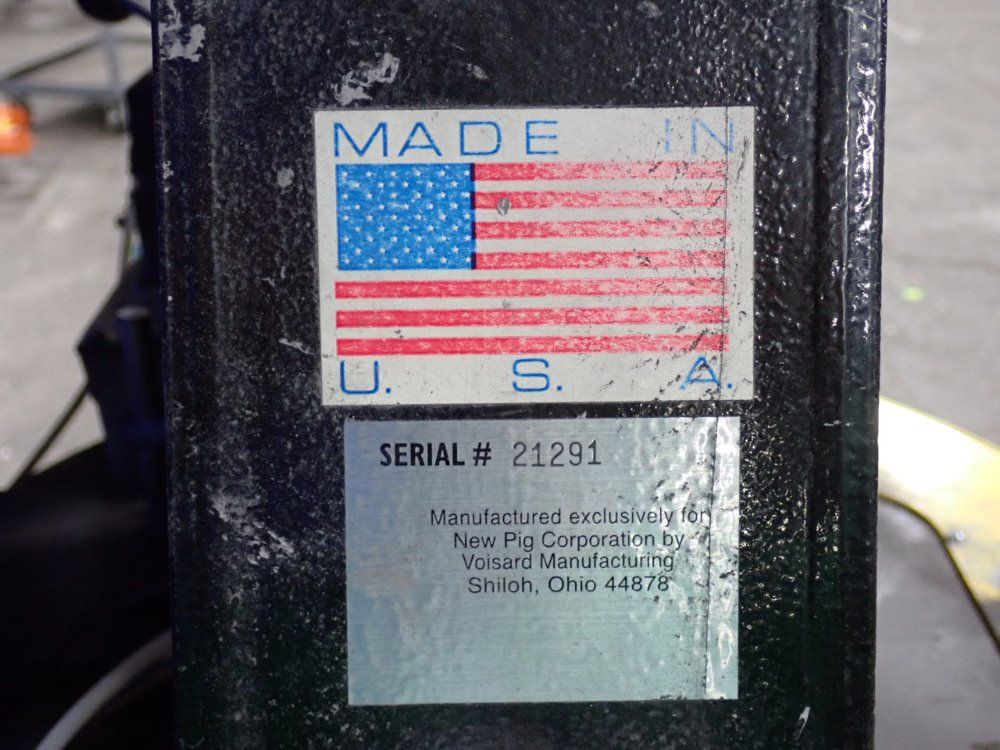 MADE IN
U. S. A.
SERIAL # 21291
Manufactured exclusively for
New Pig Corporation by
Voisard Manufacturing
Shiloh, Ohio 44878